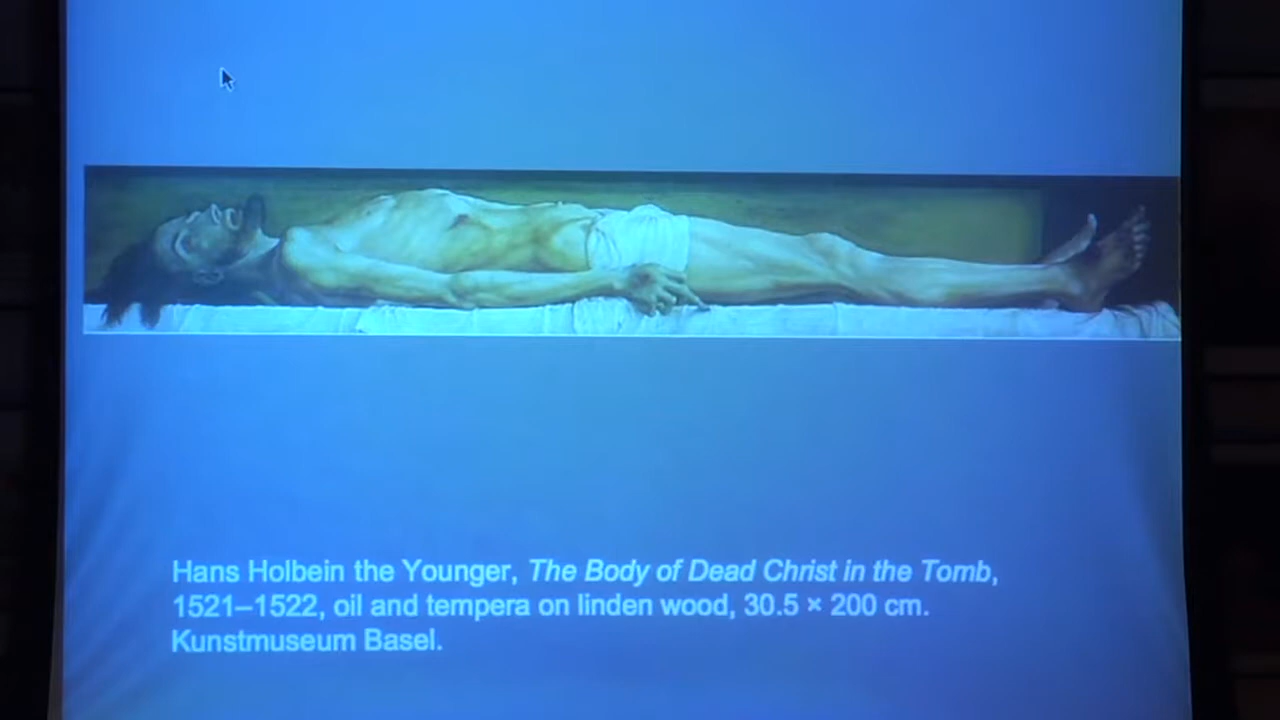 Hans Holbein the Younger, The Body of Dead Christ in the Tomb,
1521–1522, oil and tempera on linden wood, 30.5 × 200 cm.
Kunstmuseum Basel.